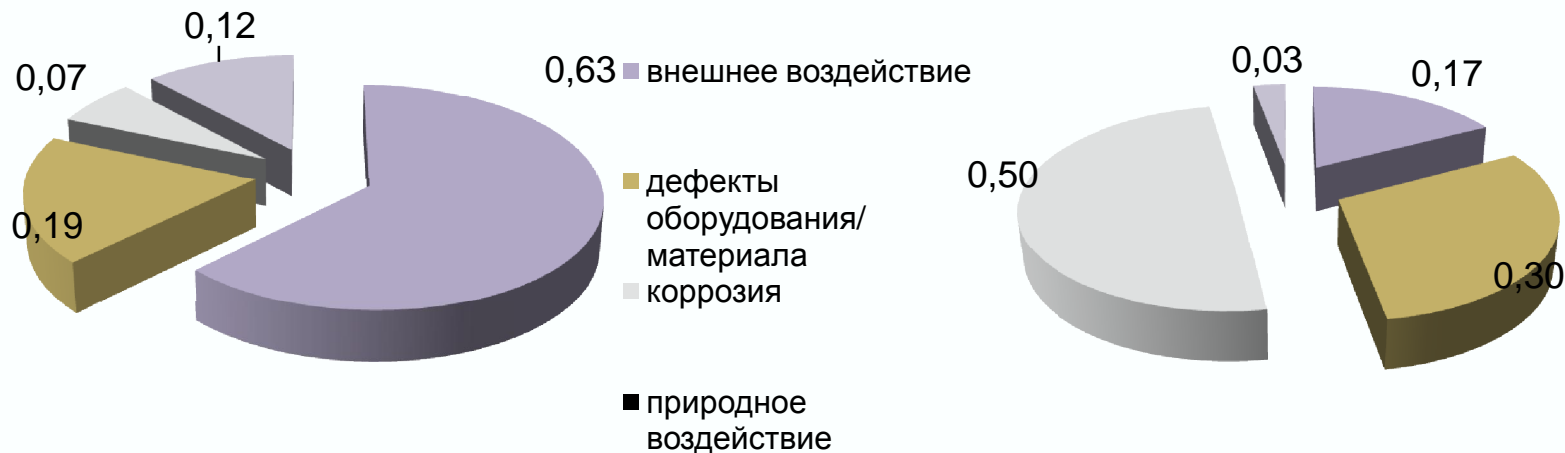 0,12
0,07
0,19
0,63
внешнее воздействие
дефекты
оборудования/
материала
коррозия
природное
воздействие
0,03
0,17
0,50
0,30